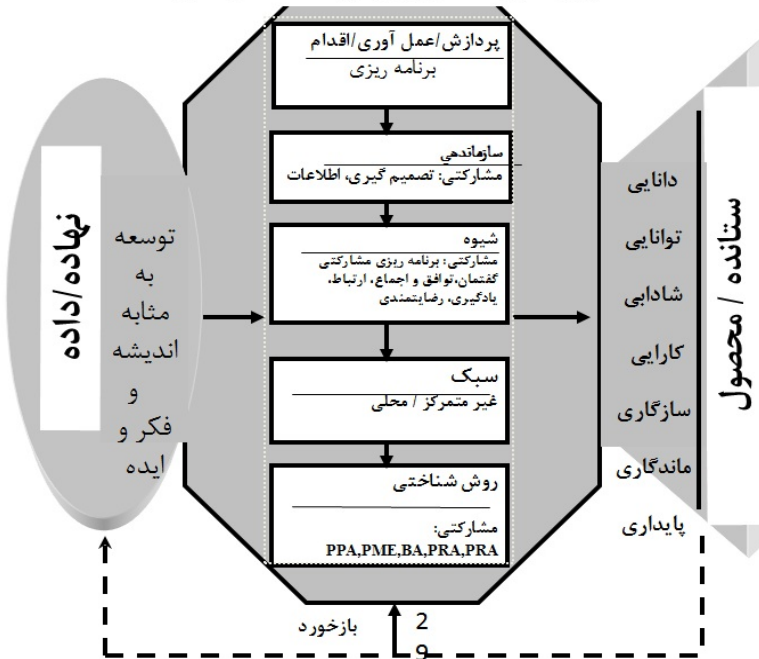 نهاده/داده
توسعه
به
مثابه
اندیشه
و
فکر و
ایده
پردازش/عمل آوری/اقدام
برنامه ریزی
سازماندهی
مشارکتی: تصمیم گیری، اطلاعات
شیوه
مشارکتی: برنامه ریزی مشارکتی
گفتمان،توافق و اجماع، ارتباط،
یادگیری، رضایتمندی
سبک
غیر متمرکز / محلی
روش شناختی
مشارکتی:
PPA,PME,BA,PRA,PRA
دانایی
توانایی
شادابی
کارایی
سازگاری
ماندگاری
پایداری
ستانده / محصول
بازخورد
2
9